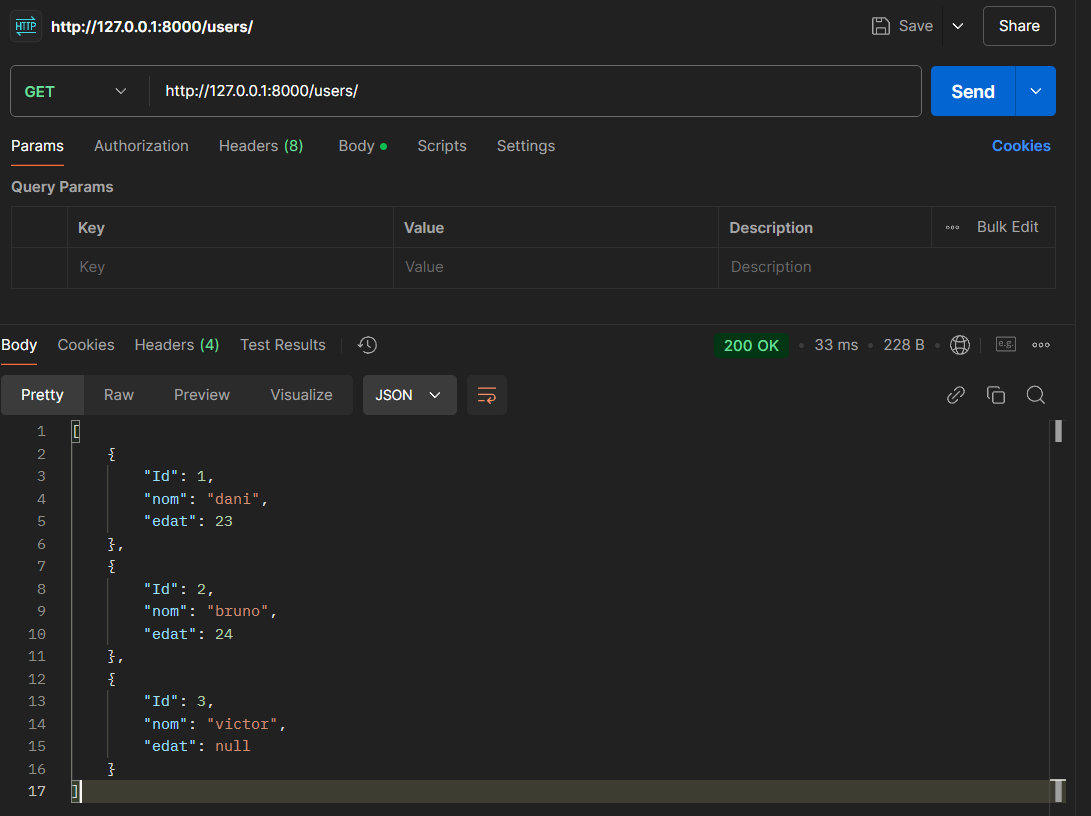 HTTP http://127.0.0.1:8000/users/ Save Share
GET http://127.0.0.1:8000/users/ Send
Params Authorization Headers (8) Body Scripts Settings Cookies
Query Params
Key Value Description Bulk Edit
Key Value Description
Body Cookies Headers (4) Test Results 200 OK 33 ms 228 B e.g.
Pretty Raw Preview Visualize JSON
1 [
2 {
3 "Id": 1,
4 "nom": "dani",
5 "edat": 23
6 },
7 {
8 "Id": 2,
9 "nom": "bruno",
10 "edat": 24
11 },
12 {
13 "Id": 3,
14 "nom": "victor",
15 "edat": null
16 }
17 ]